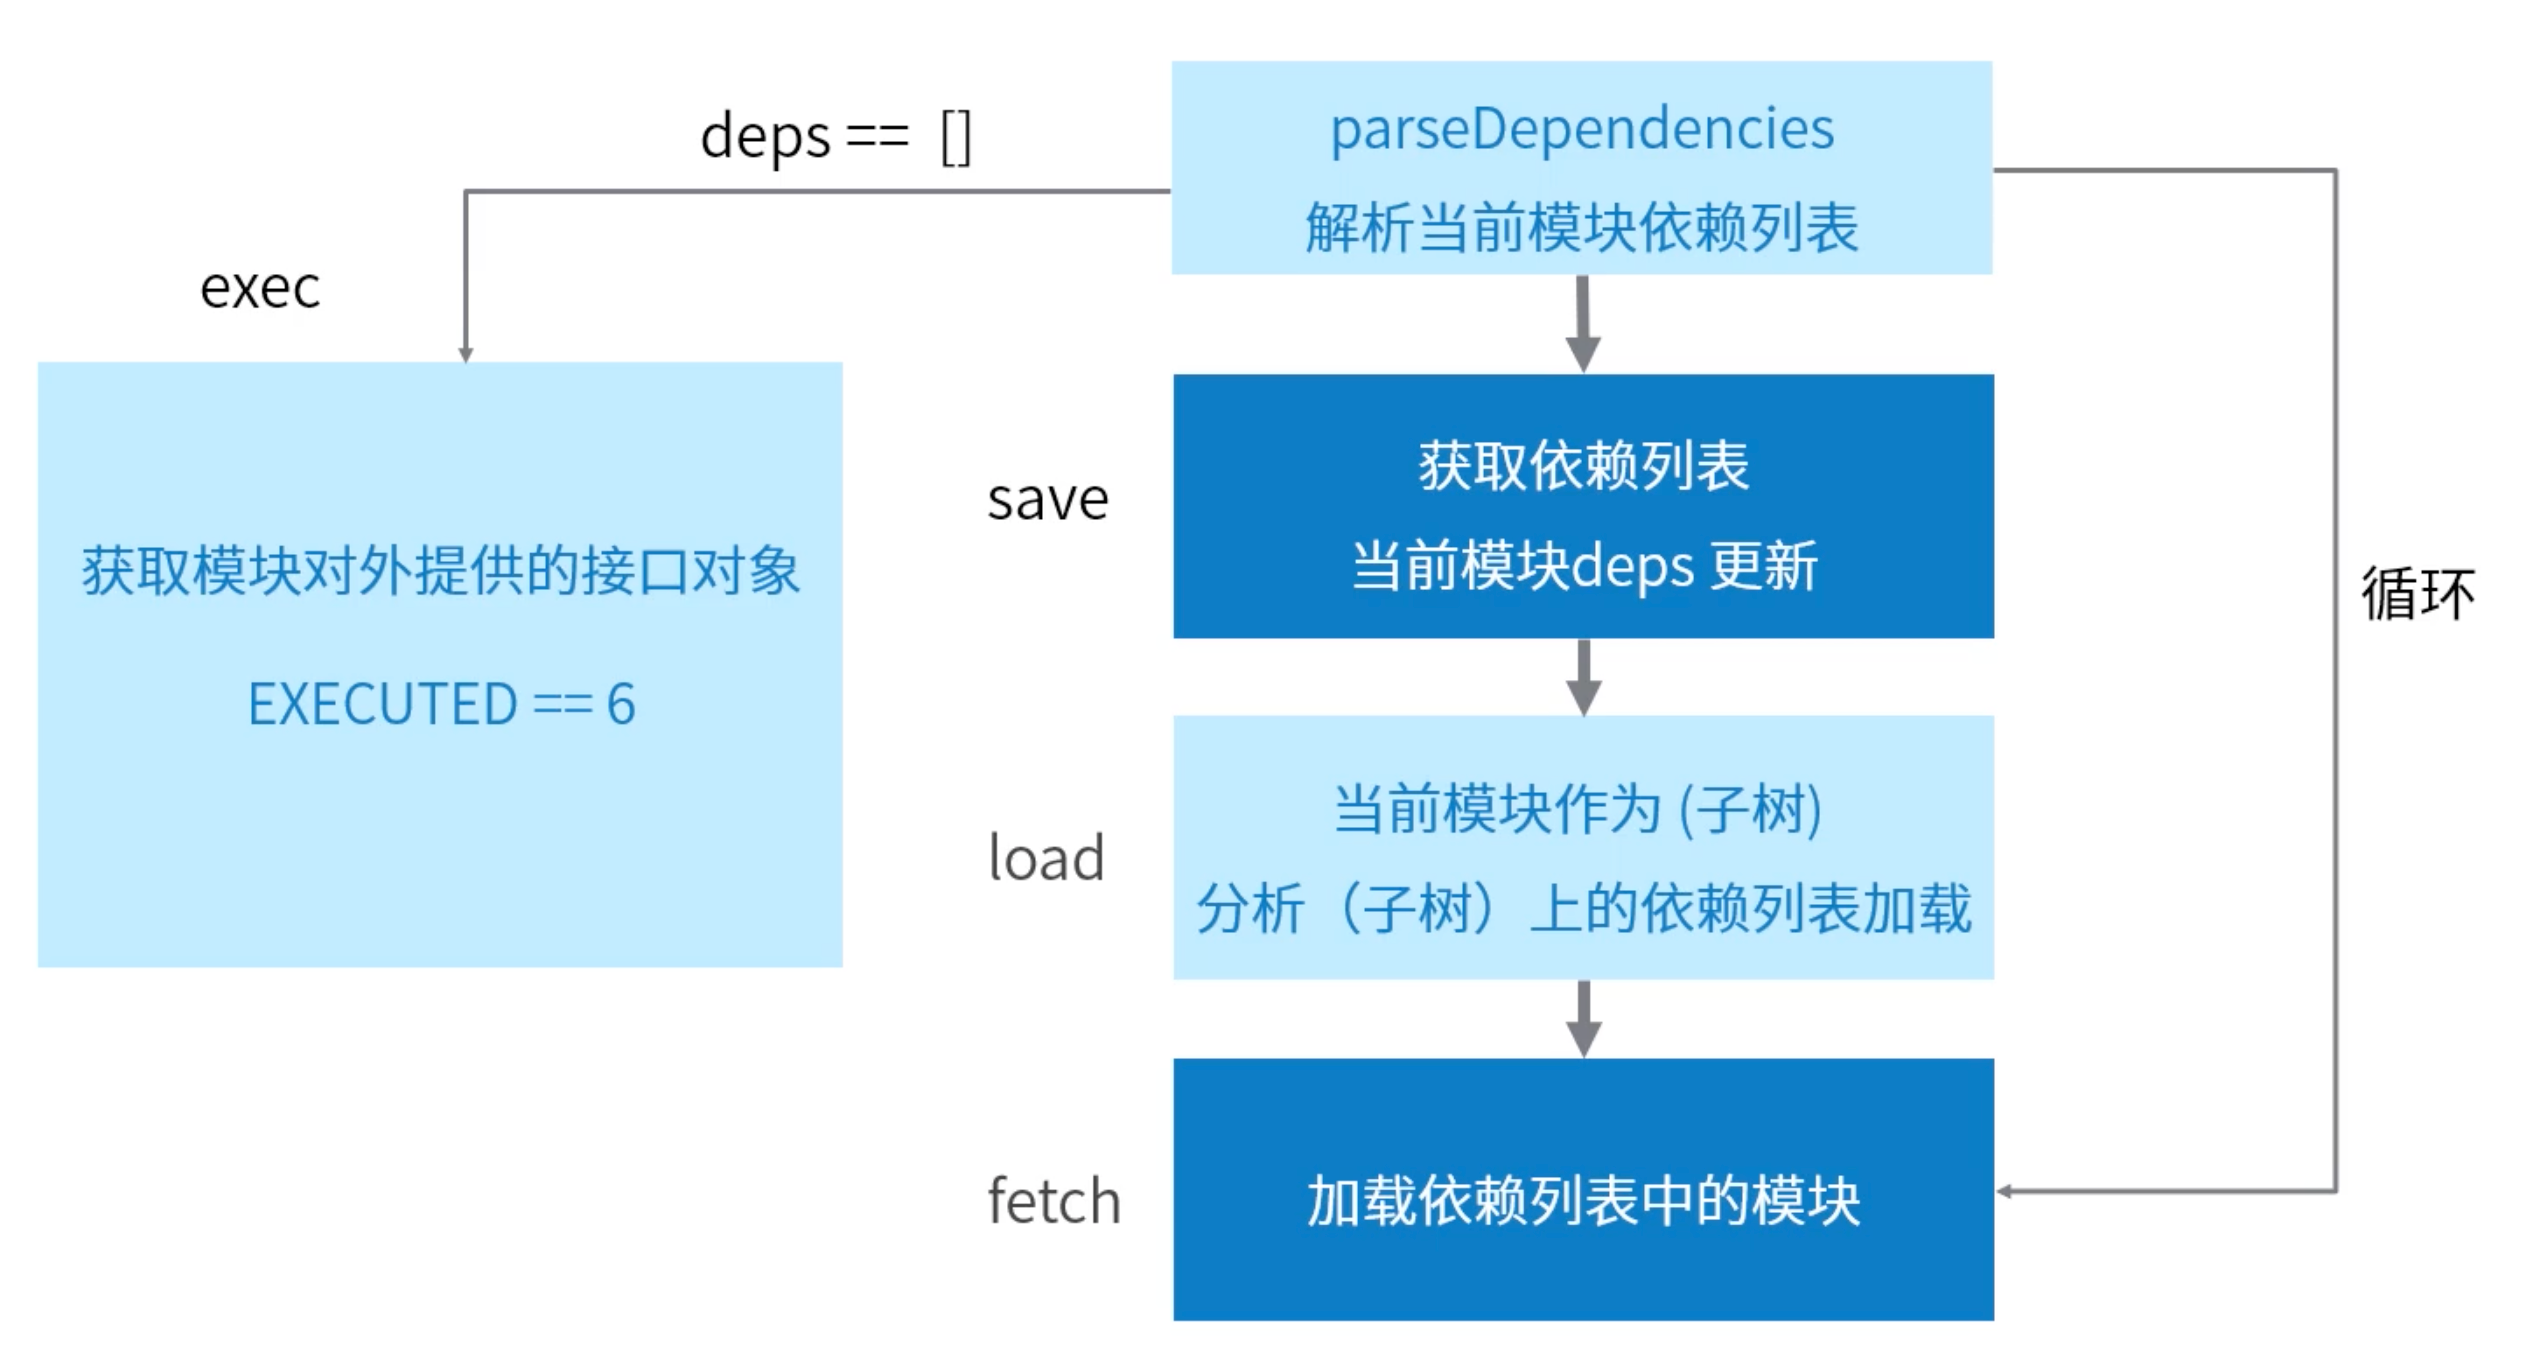 parseDependencies
解析当前模块依赖列表
deps == []
exec
获取模块对外提供的接口对象
EXECUTED == 6
save
获取依赖列表
当前模块deps 更新
load
当前模块作为 (子树)
分析（子树）上的依赖列表加载
fetch
加载依赖列表中的模块
循环